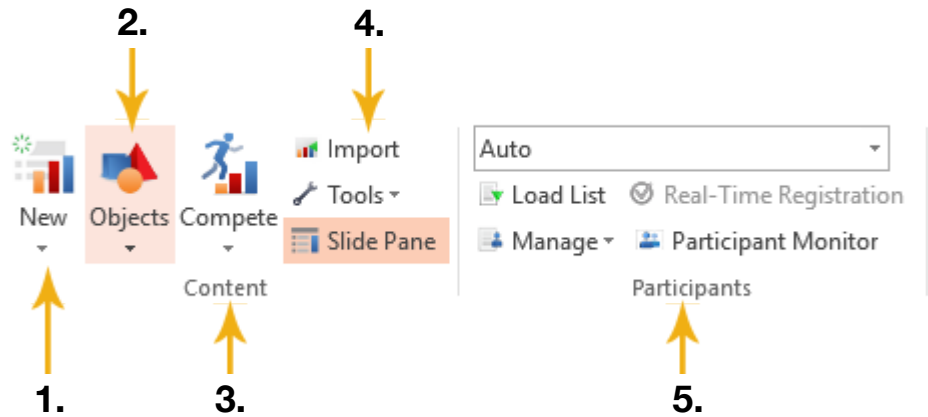 2.
4.
New
Objects
Compete
Import
Tools
Slide Pane
Content
Auto
Load List
Real-Time Registration
Manage
Participant Monitor
Participants
1.
3.
5.